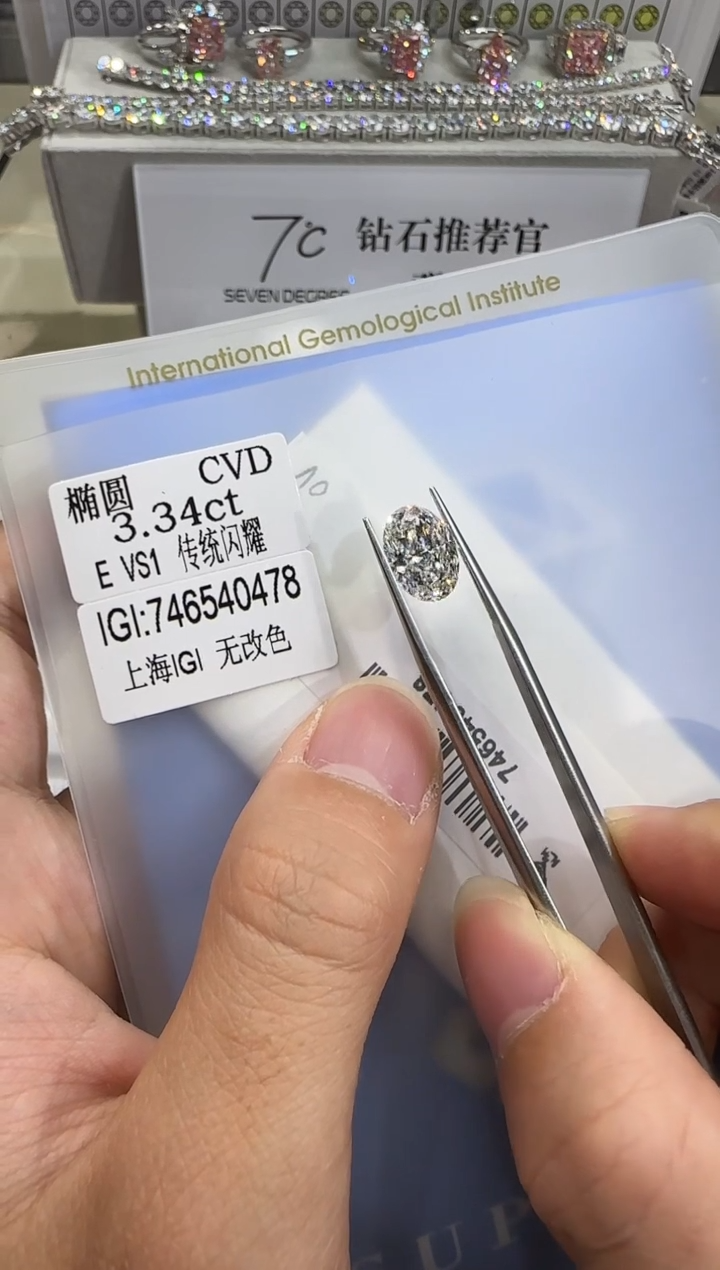 7°C 钻石推荐官
SEVEN DEGREE
International Gemological Institute
椭圆 CVD
3.34ct
E VS1 传统闪耀
IGI:746540478
上海IGI 无改色